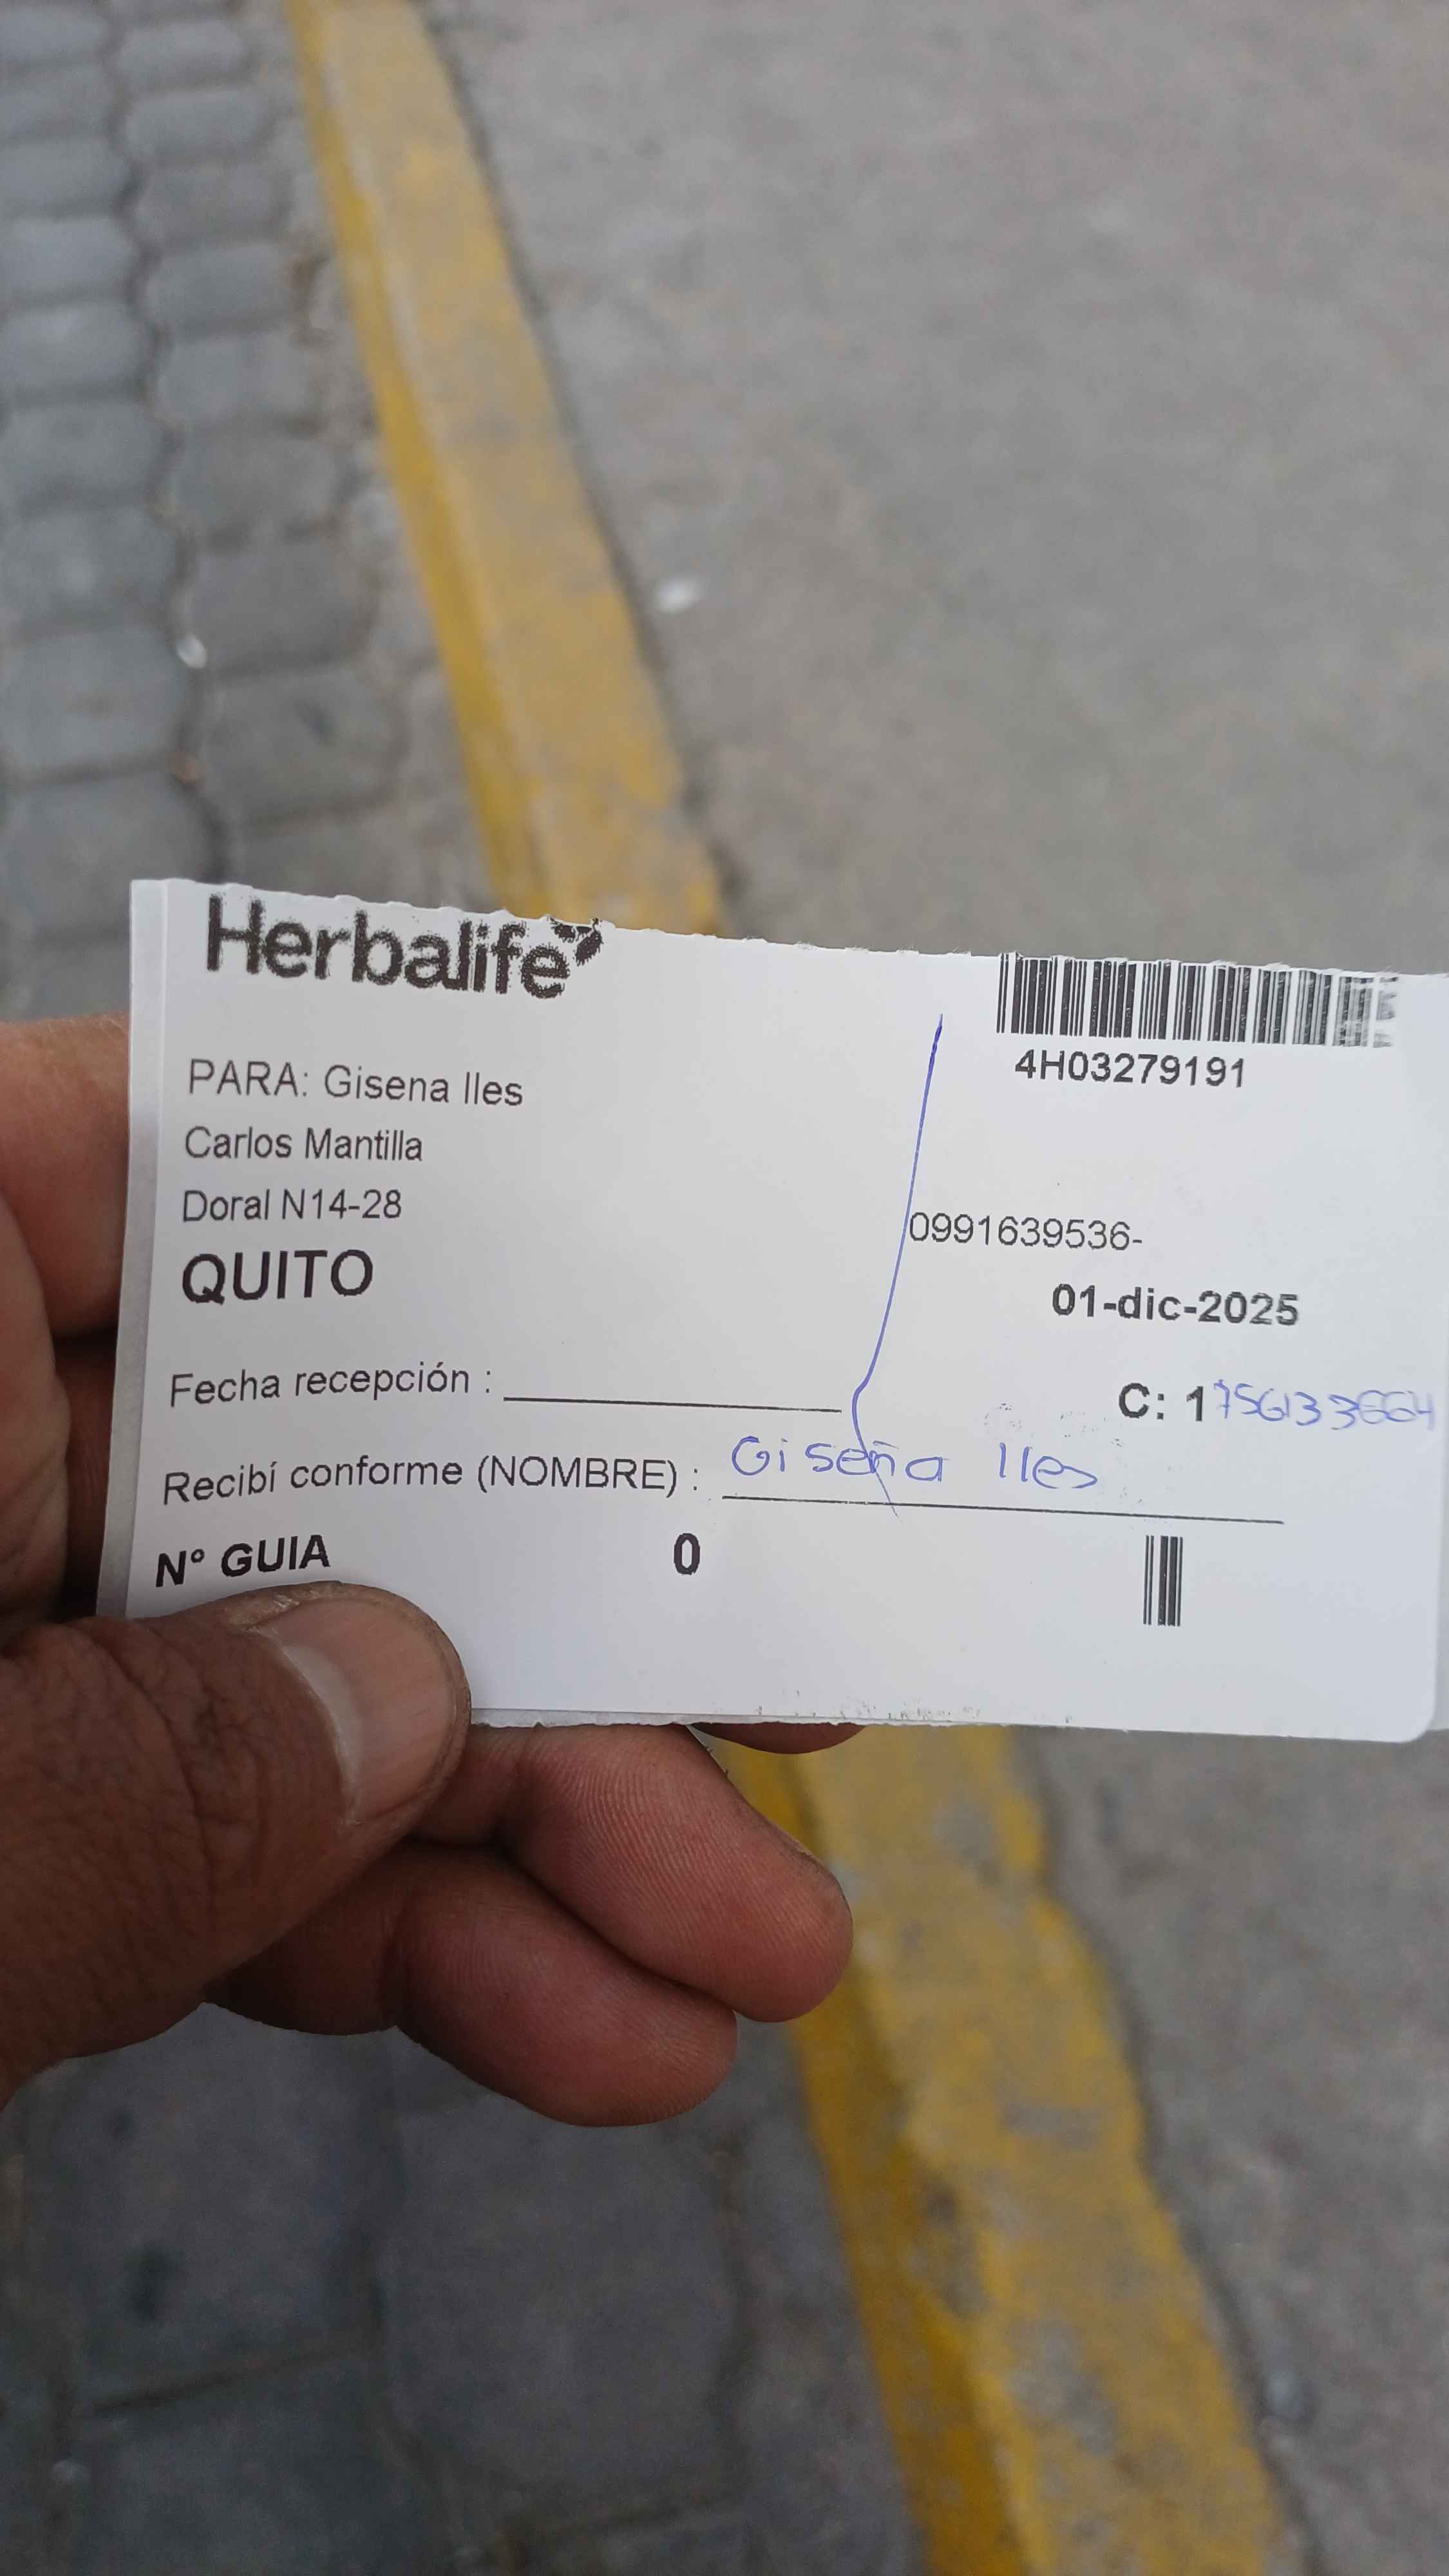 Herbalife
4H03279191
PARA: Gisena Iles
Carlos Mantilla
Doral N14-28
0991639536-
QUITO
01-dic-2025
Fecha recepción :
C: 1756133664
Recibí conforme (NOMBRE) : Giseña Iles
N° GUIA 0